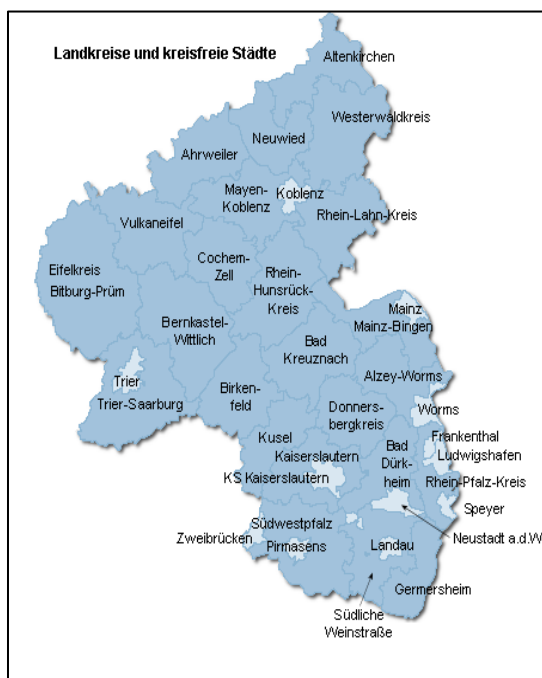 Landkreise und kreisfreie Städte
Altenkirchen
Westerwaldkreis
Neuwied
Ahrweiler
Mayen-
Koblenz
Koblenz
Rhein-Lahn-Kreis
Vulkaneifel
Cochem-
Zell
Eifelkreis
Bitburg-Prüm
Rhein-
Hunsrück-
Kreis
Bernkastel-
Wittlich
Mainz
Mainz-Bingen
Bad
Kreuznach
Trier
Trier-Saarburg
Birken-
feld
Alzey-Worms
Donners-
bergkreis
Worms
Kusel
Kaiserslautern
KS Kaiserslautern
Bad
Dürk-
heim
Frankenthal
Ludwigshafen
Rhein-Pfalz-Kreis
Speyer
Zweibrücken
Südwestpfalz
Pirmasens
Landau
Neustadt a.d.W
Germersheim
Südliche
Weinstraße